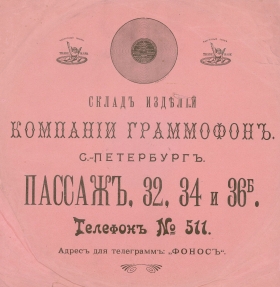 СКЛАДЪ ИЗДѢЛІЙ
КОМПАНІИ ГРАММОФОНЪ.
С.-ПЕТЕРБУРГЪ.
ПАССАЖЪ, 32, 34 и 36Б.
Телефонъ № 511.
Адресъ для телеграммъ: „ФОНОСЪ".